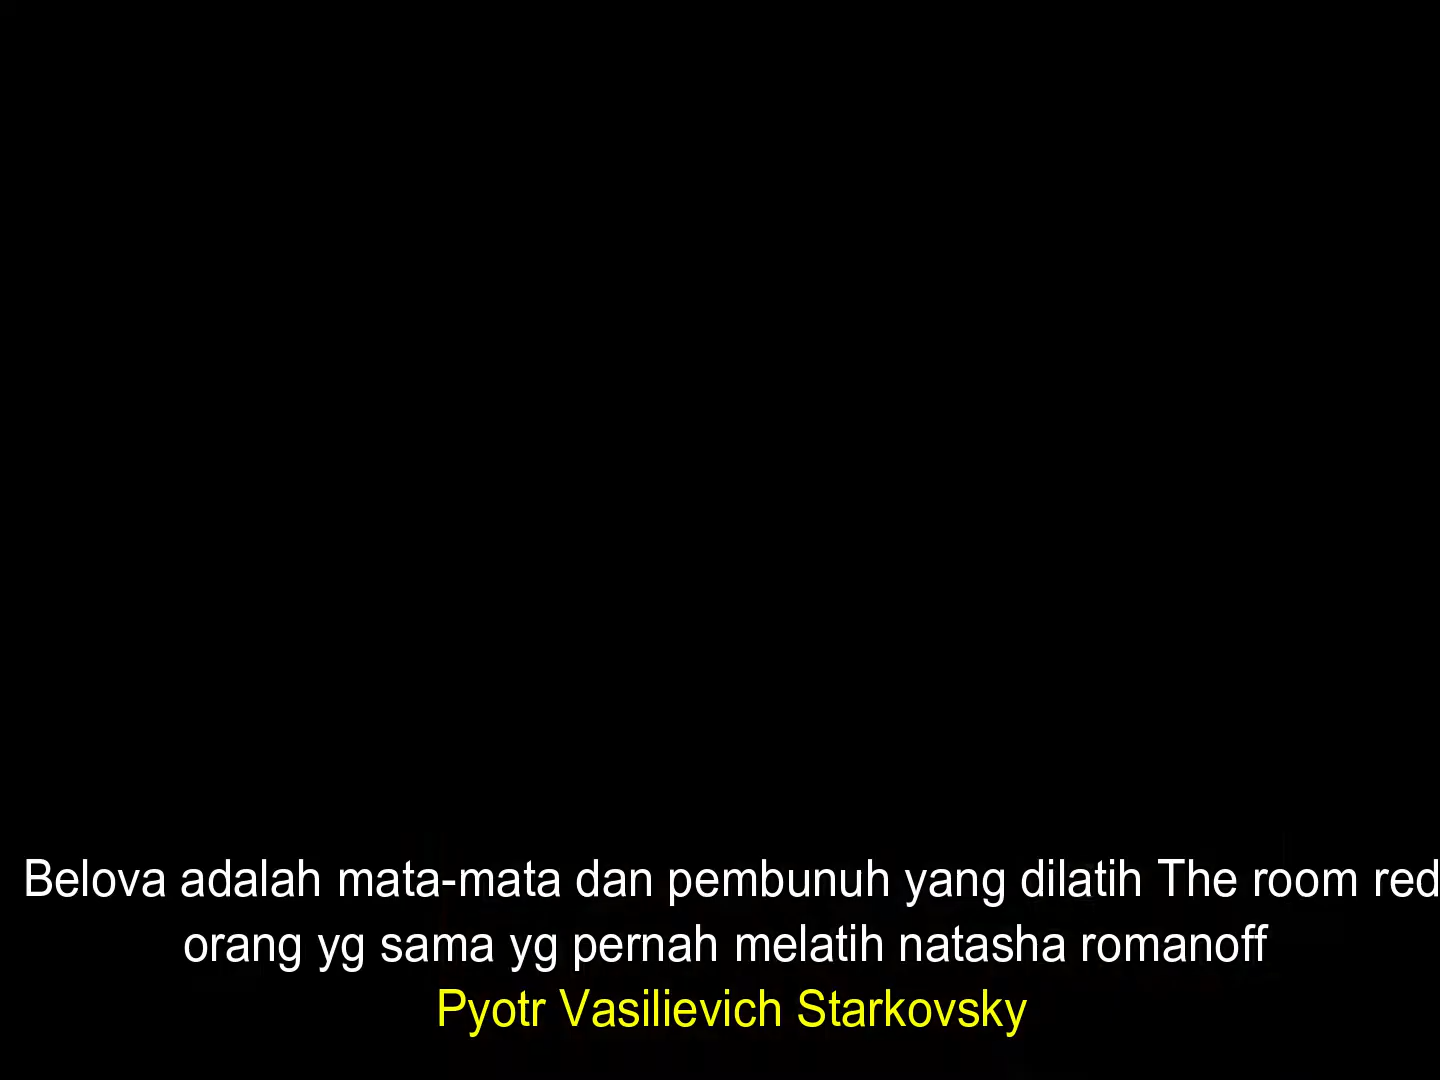 Belova adalah mata-mata dan pembunuh yang dilatih The room red
orang yg sama yg pernah melatih natasha romanoff
Pyotr Vasilievich Starkovsky